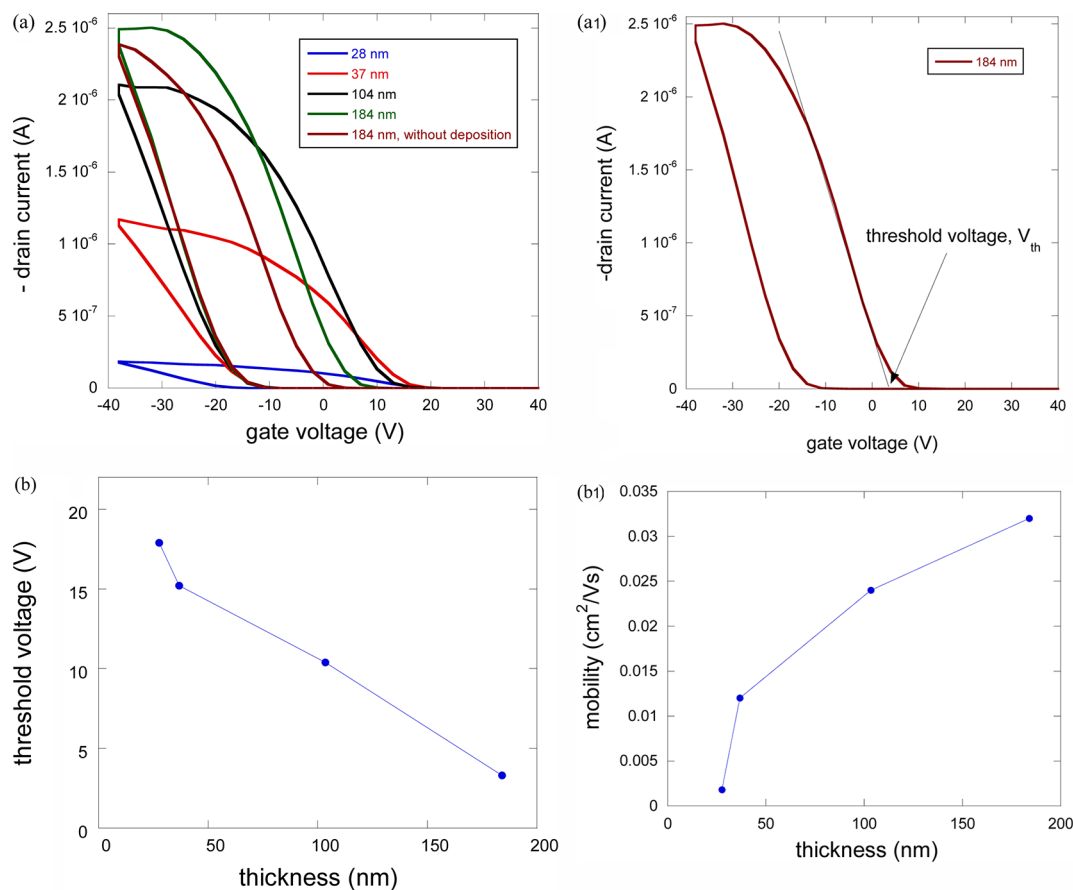 (a)
- drain current (A)
2.5 10⁻⁶
2 10⁻⁶
1.5 10⁻⁶
1 10⁻⁶
5 10⁻⁷
0
-40 -30 -20 -10 0 10 20 30 40
gate voltage (V)
28 nm
37 nm
104 nm
184 nm
184 nm, without deposition
(a1)
-drain current (A)
2.5 10⁻⁶
2 10⁻⁶
1.5 10⁻⁶
1 10⁻⁶
5 10⁻⁷
0
-40 -30 -20 -10 0 10 20 30 40
gate voltage (V)
184 nm
threshold voltage, Vth
(b)
threshold voltage (V)
20
15
10
5
0
0 50 100 150 200
thickness (nm)
(b1)
mobility (cm²/Vs)
0.035
0.03
0.025
0.02
0.015
0.01
0.005
0
0 50 100 150 200
thickness (nm)